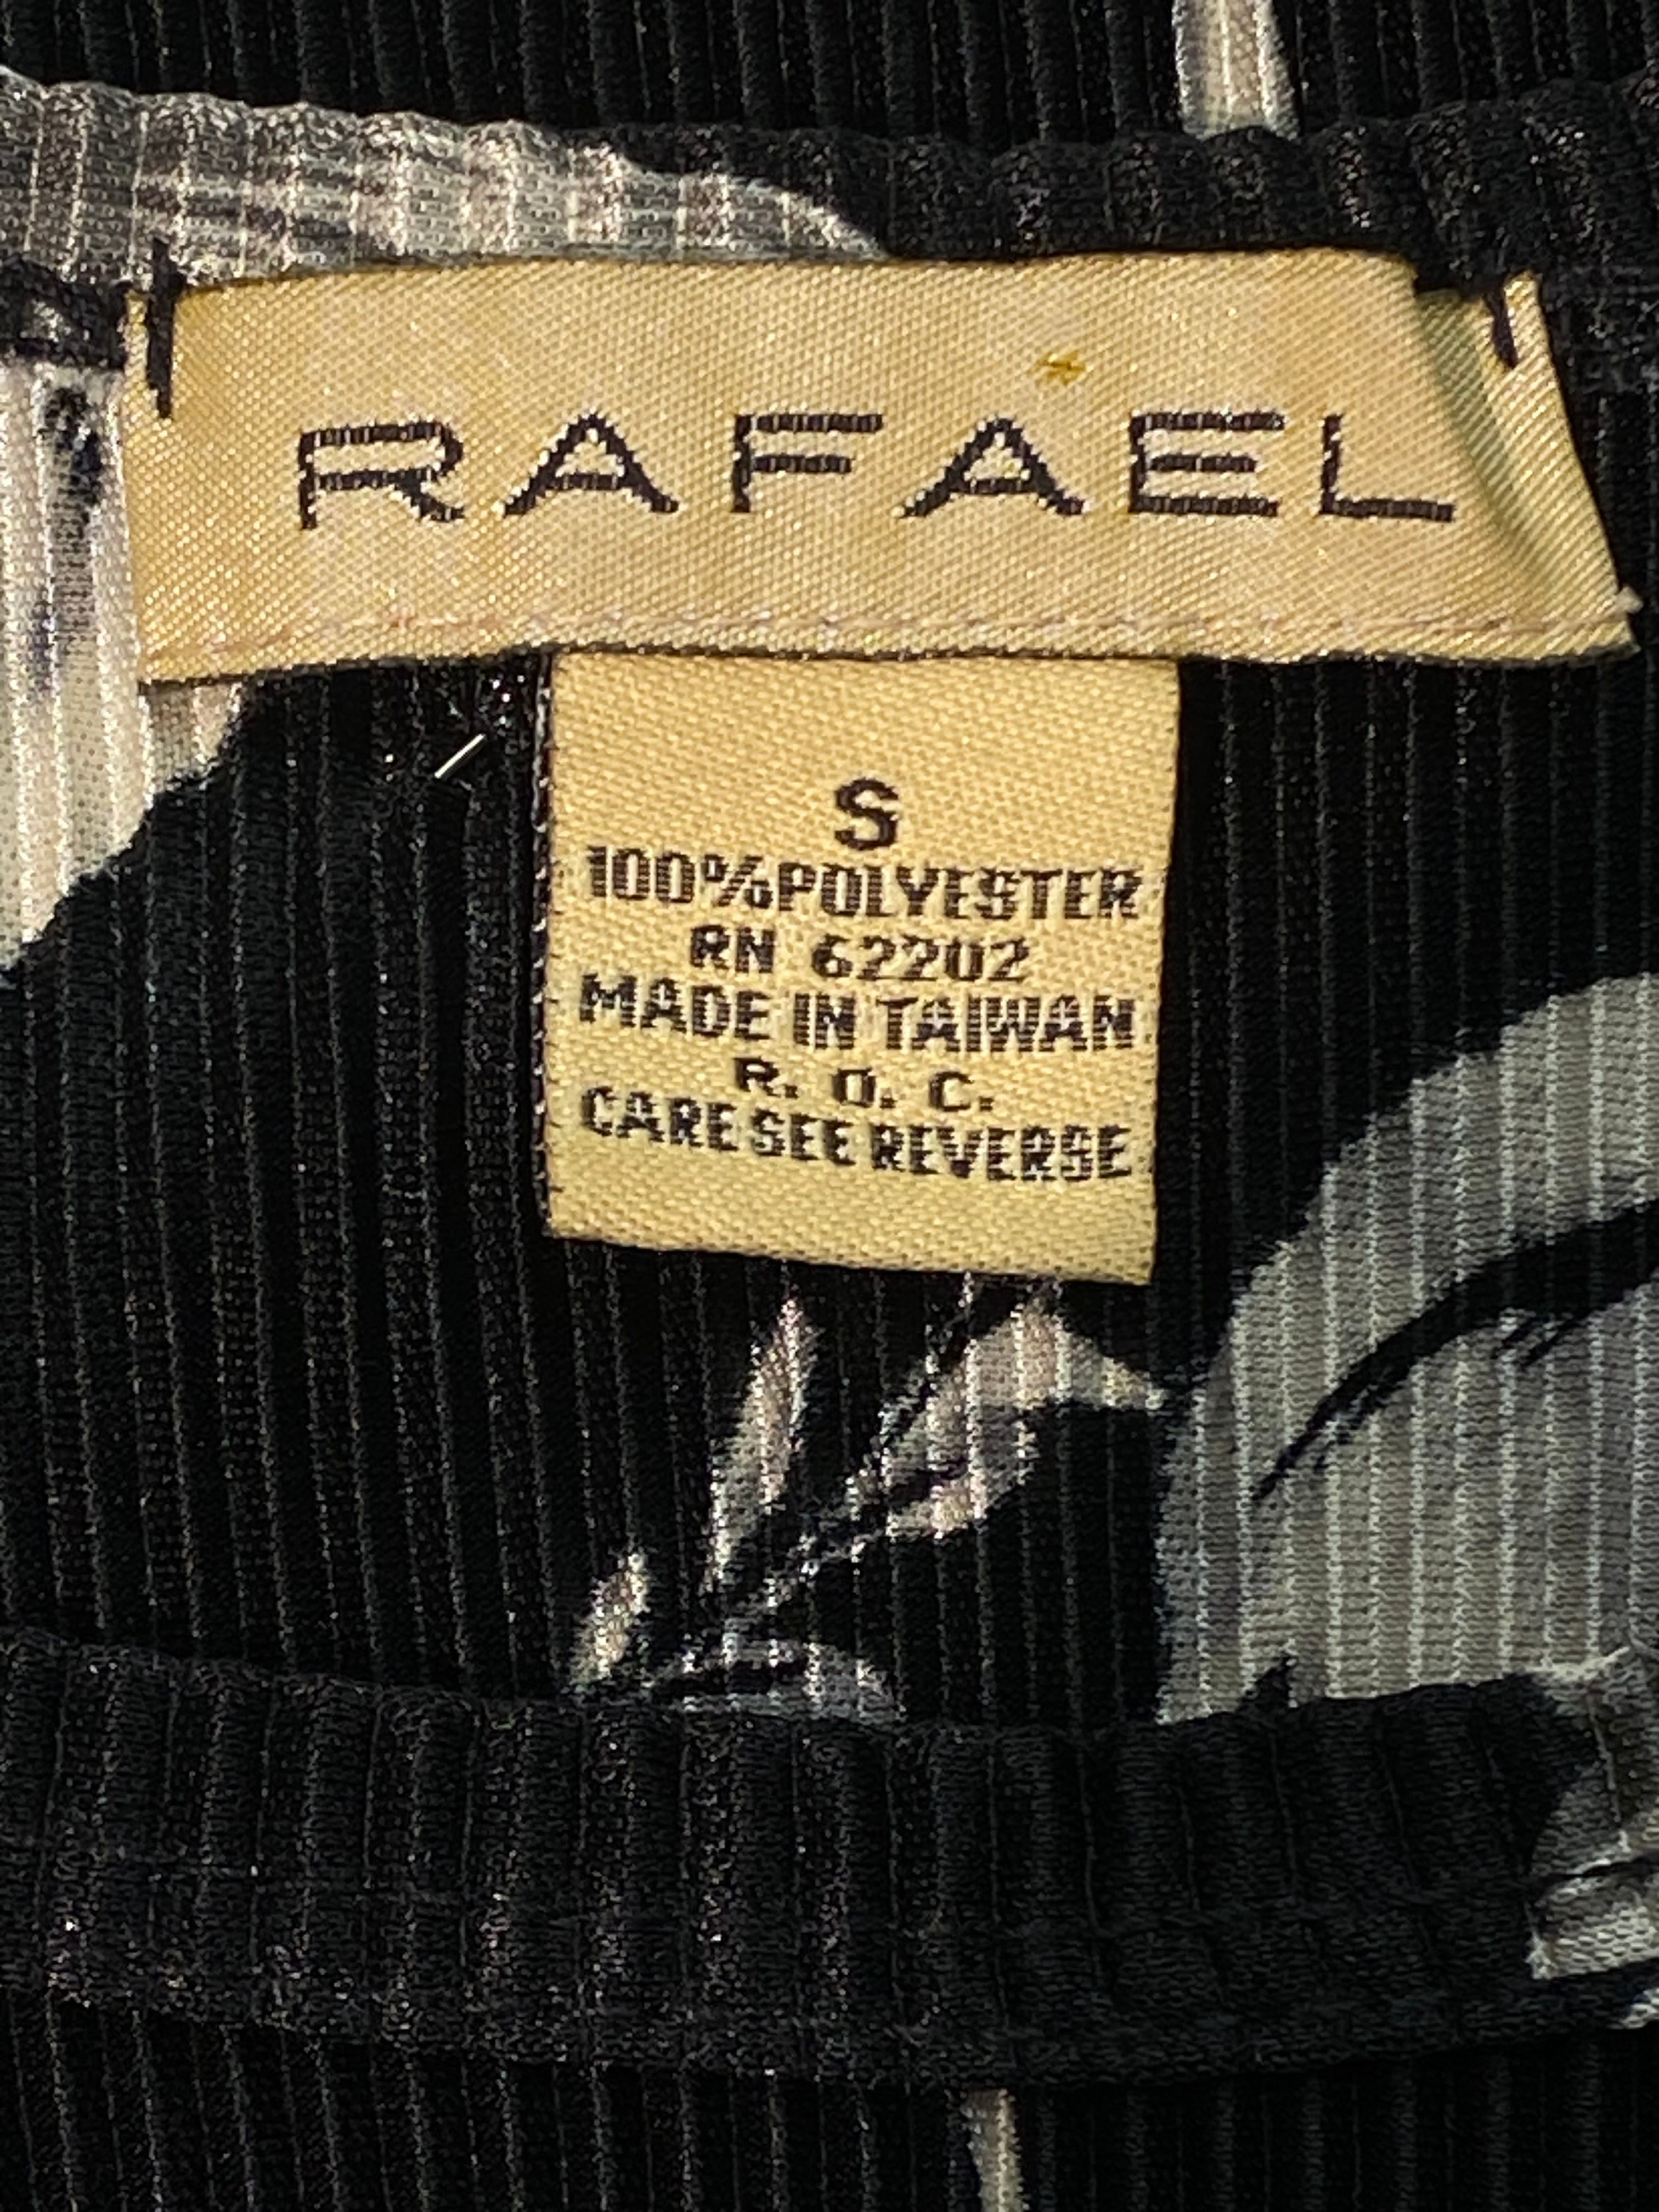 RAFAEL
S
100%POLYESTER
RN 62202
MADE IN TAIWAN
R. O. C.
CARE SEE REVERSE